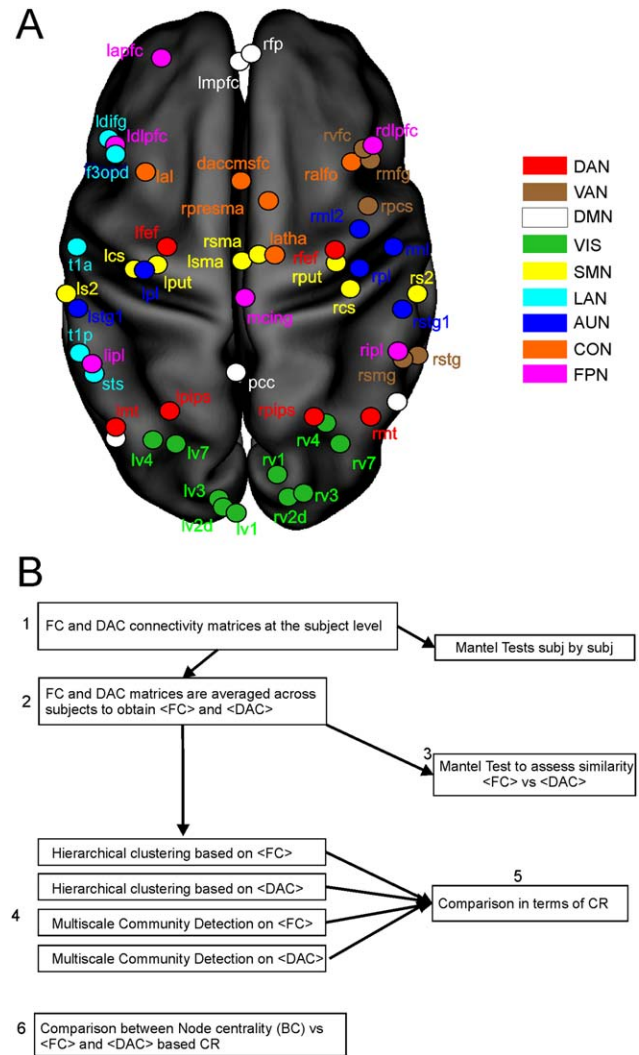 A
lapfc
rfp
lmpfc
ldifg
ldlpfc
f3opd
lal
daccmsfc
rvfc
rdlpfc
ralfo
rmfg
rpresma
rpcs
rml2
lfef
rsma
latha
rfef
rml
t1a
lcs
lput
lsma
rput
rpl
lpl
rcs
rs2
ls2
lstg1
mcing
rstg1
t1p
lipl
ripl
rstg
rsmg
sts
pcc
lmt
lpips
rpips
rmt
lv4
lv7
rv4
rv7
rv1
lv3
rv3
lv2d
lv1
rv2d
DAN
VAN
DMN
VIS
SMN
LAN
AUN
CON
FPN
B
1
FC and DAC connectivity matrices at the subject level
Mantel Tests subj by subj
2
FC and DAC matrices are averaged across
subjects to obtain <FC> and <DAC>
3
Mantel Test to assess similarity
<FC> vs <DAC>
Hierarchical clustering based on <FC>
Hierarchical clustering based on <DAC>
4
Multiscale Community Detection on <FC>
Multiscale Community Detection on <DAC>
5
Comparison in terms of CR
6
Comparison between Node centrality (BC) vs
<FC> and <DAC> based CR